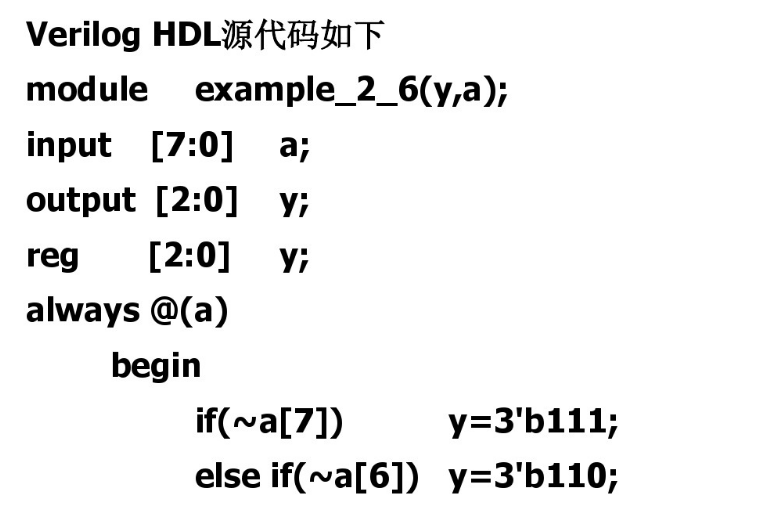 Verilog HDL源代码如下
module example_2_6(y,a);
input [7:0] a;
output [2:0] y;
reg [2:0] y;
always @(a)
begin
if(~a[7]) y=3'b111;
else if(~a[6]) y=3'b110;